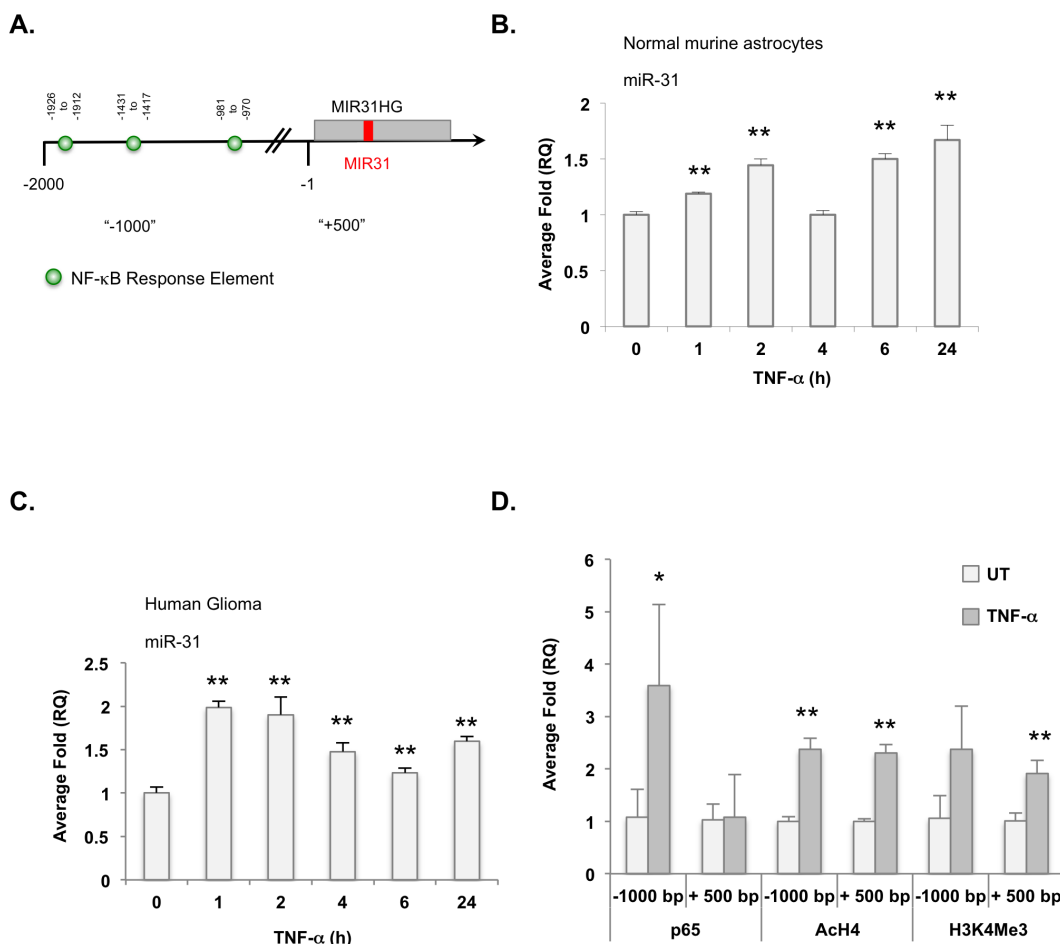 A.
-1926
to
-1912
-1431
to
-1417
-981
to
-970
MIR31HG
MIR31
-2000
-1
“-1000”
“+500”
NF-κB Response Element
B.
Normal murine astrocytes
miR-31
Average Fold (RQ)
2
1.5
1
0.5
0
**
**
**
**
0 1 2 4 6 24
TNF-α (h)
C.
Human Glioma
miR-31
Average Fold (RQ)
2.5
2
1.5
1
0.5
0
**
**
**
**
**
0 1 2 4 6 24
TNF-α (h)
D.
Average Fold (RQ)
6
5
4
3
2
1
0
*
**
**
**
UT
TNF-α
-1000 bp + 500 bp -1000 bp + 500 bp -1000 bp + 500 bp
p65 AcH4 H3K4Me3